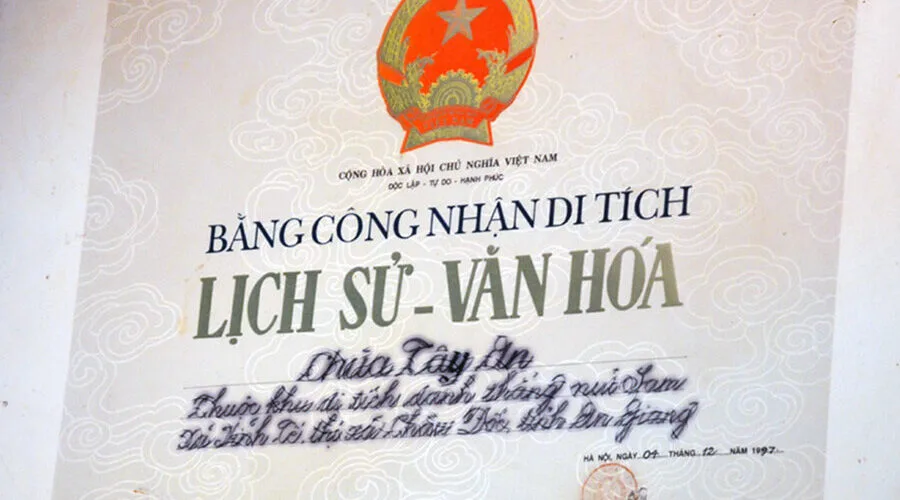 CỘNG HÒA XÃ HỘI CHỦ NGHĨA VIỆT NAM
ĐỘC LẬP - TỰ DO - HẠNH PHÚC
BẰNG CÔNG NHẬN DI TÍCH
LỊCH SỬ - VĂN HÓA
Chùa Tây An
Thuộc khu di tích danh thắng núi Sam
xã Vĩnh Tế thị xã Châu Đốc, tỉnh An Giang
HÀ NỘI, NGÀY 04 THÁNG 12 NĂM 1997